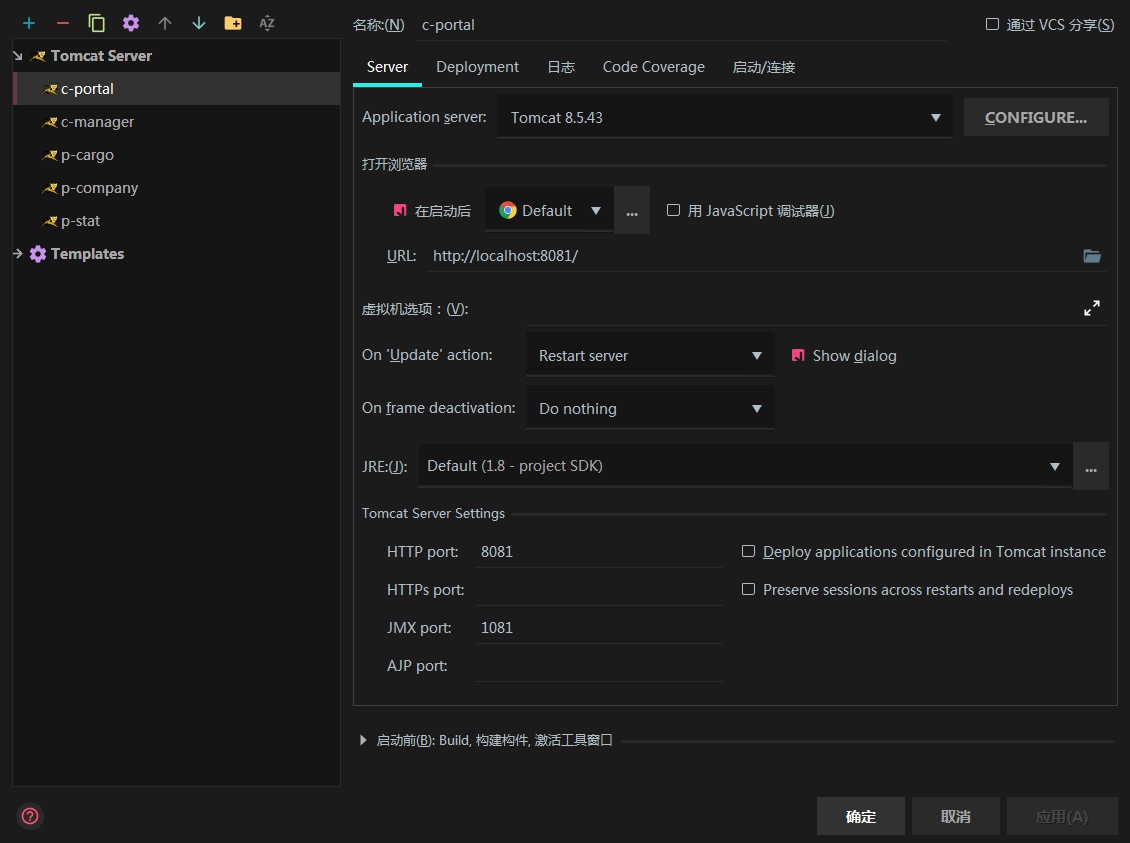 Tomcat Server
c-portal
c-manager
p-cargo
p-company
p-stat
Templates
名称:(N) c-portal
通过 VCS 分享(S)
Server Deployment 日志 Code Coverage 启动/连接
Application server: Tomcat 8.5.43 CONFIGURE...
打开浏览器
在启动后 Default ... 用 JavaScript 调试器(J)
URL: http://localhost:8081/
虚拟机选项：(V):
On 'Update' action: Restart server Show dialog
On frame deactivation: Do nothing
JRE:(J): Default (1.8 - project SDK) ...
Tomcat Server Settings
HTTP port: 8081 Deploy applications configured in Tomcat instance
HTTPs port: Preserve sessions across restarts and redeploys
JMX port: 1081
AJP port:
启动前(B): Build, 构建构件, 激活工具窗口
? 确定 取消 应用(A)